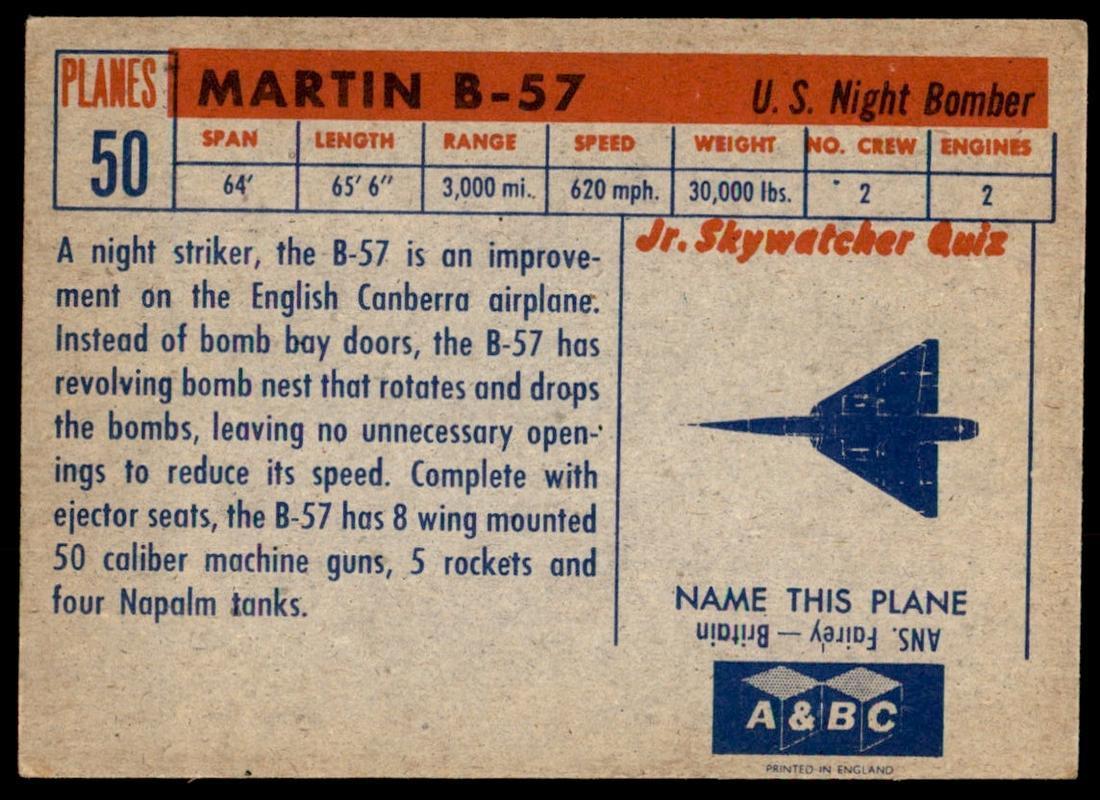 PLANES
50
MARTIN B-57 U. S. Night Bomber
SPAN LENGTH RANGE SPEED WEIGHT NO. CREW ENGINES
64' 65' 6" 3,000 mi. 620 mph. 30,000 lbs. 2 2
A night striker, the B-57 is an improve-
ment on the English Canberra airplane.
Instead of bomb bay doors, the B-57 has
revolving bomb nest that rotates and drops
the bombs, leaving no unnecessary open-
ings to reduce its speed. Complete with
ejector seats, the B-57 has 8 wing mounted
50 caliber machine guns, 5 rockets and
four Napalm tanks.
Jr. Skywatcher Quiz
NAME THIS PLANE
ANS. Fairey — Britain
A & B C
PRINTED IN ENGLAND